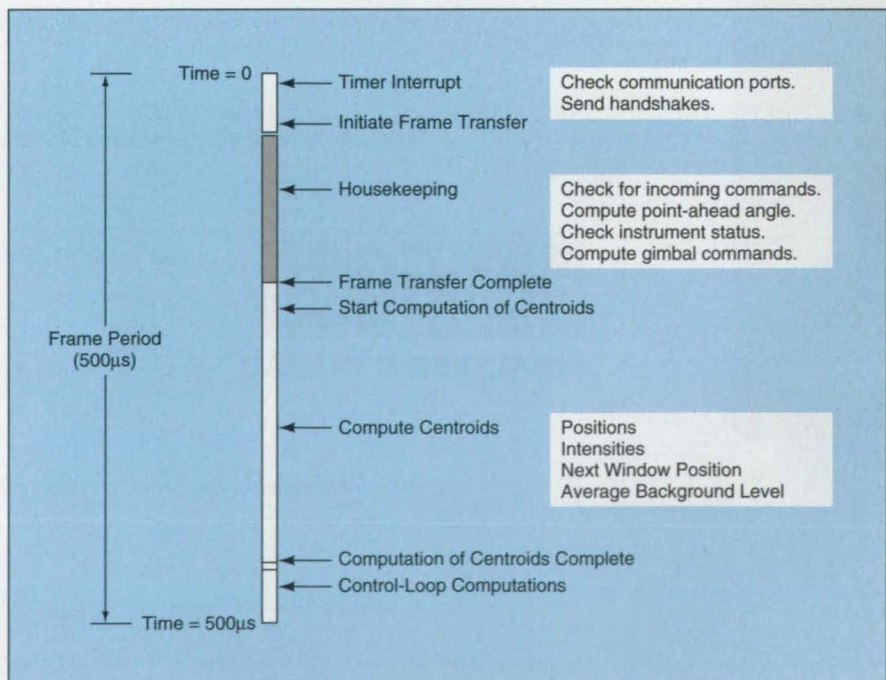 Time = 0
Timer Interrupt
Check communication ports.
Send handshakes.
Initiate Frame Transfer
Housekeeping
Check for incoming commands.
Compute point-ahead angle.
Check instrument status.
Compute gimbal commands.
Frame Transfer Complete
Start Computation of Centroids
Frame Period
(500µs)
Compute Centroids
Positions
Intensities
Next Window Position
Average Background Level
Computation of Centroids Complete
Control-Loop Computations
Time = 500µs